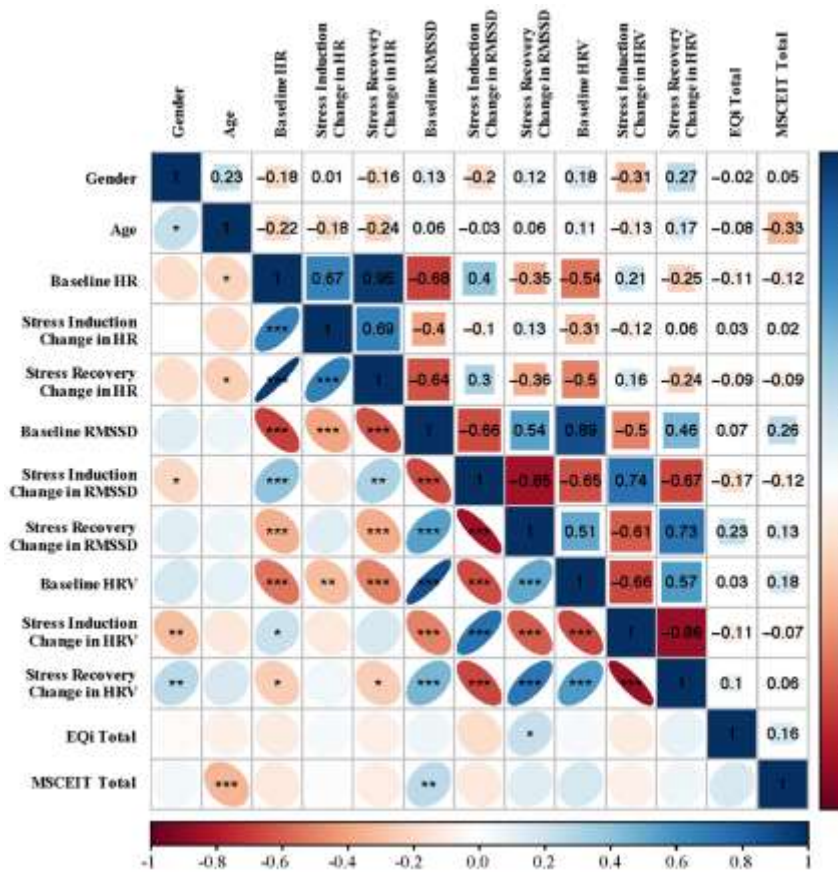 Gender
Age
Baseline HR
Stress Induction
Change in HR
Stress Recovery
Change in HR
Baseline RMSSD
Stress Induction
Change in RMSSD
Stress Recovery
Change in RMSSD
Baseline HRV
Stress Induction
Change in HRV
Stress Recovery
Change in HRV
EQi Total
MSCEIT Total
Gender 1 0.23 −0.18 0.01 −0.16 0.13 −0.2 0.12 0.18 −0.31 0.27 −0.02 0.05
Age * 1 −0.22 −0.18 −0.24 0.06 −0.03 0.06 0.11 −0.13 0.17 −0.08 −0.33
Baseline HR * 1 0.67 −0.68 0.4 −0.35 −0.54 0.21 −0.25 −0.11 −0.12
Stress Induction
Change in HR *** 1 0.69 −0.4 −0.1 0.13 −0.31 −0.12 0.06 0.03 0.02
Stress Recovery
Change in HR * *** *** 1 −0.64 0.3 −0.36 −0.5 0.16 −0.24 −0.09 −0.09
Baseline RMSSD *** *** *** 1 −0.66 0.54 0.89 −0.5 0.46 0.07 0.26
Stress Induction
Change in RMSSD * *** ** *** 1 −0.65 0.74 −0.67 −0.17 −0.12
Stress Recovery
Change in RMSSD *** *** *** *** 1 0.51 −0.61 0.73 0.23 0.13
Baseline HRV *** ** *** *** *** *** 1 −0.66 0.57 0.03 0.18
Stress Induction
Change in HRV ** * *** *** *** *** 1 −0.11 −0.07
Stress Recovery
Change in HRV ** * * *** *** *** *** *** 1 0.1 0.06
EQi Total * 1 0.16
MSCEIT Total *** ** 1
-1 -0.8 -0.6 -0.4 -0.2 0.0 0.2 0.4 0.6 0.8 1